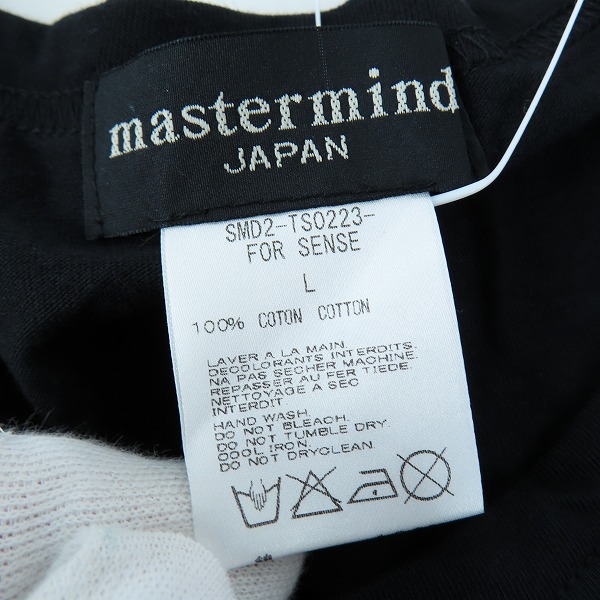 mastermind
JAPAN
SMD2-TS0223-
FOR SENSE
L
100% COTON COTTON
LAVER A LA MAIN.
DECOLORANTS INTERDITS.
NA PAS SECHER MACHINE.
REPASSER AU FER TIEDE.
NETTOYAGE A SEC
INTERDIT
HAND WASH.
DO NOT BLEACH.
DO NOT TUMBLE DRY.
COOL IRON.
DO NOT DRYCLEAN.